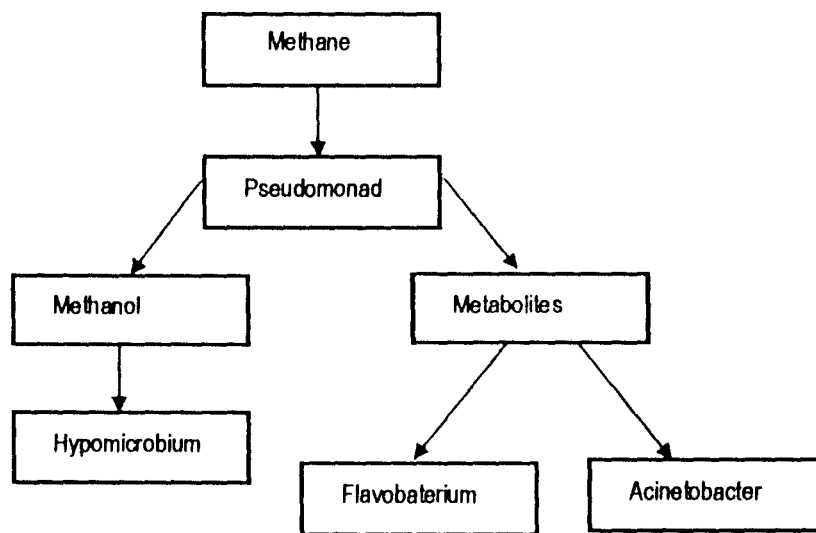 Methane
Pseudomonad
Methanol
Metabolites
Hypomicrobium
Flavobaterium
Acinetobacter